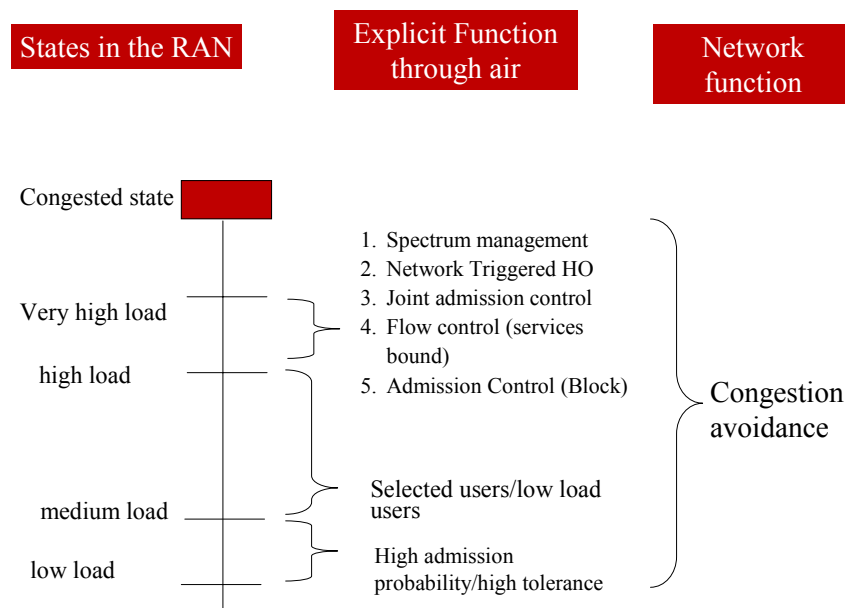 States in the RAN
Explicit Function
through air
Network
function
Congested state
Very high load
high load
medium load
low load
1. Spectrum management
2. Network Triggered HO
3. Joint admission control
4. Flow control (services
bound)
5. Admission Control (Block)
Selected users/low load
users
High admission
probability/high tolerance
Congestion
avoidance